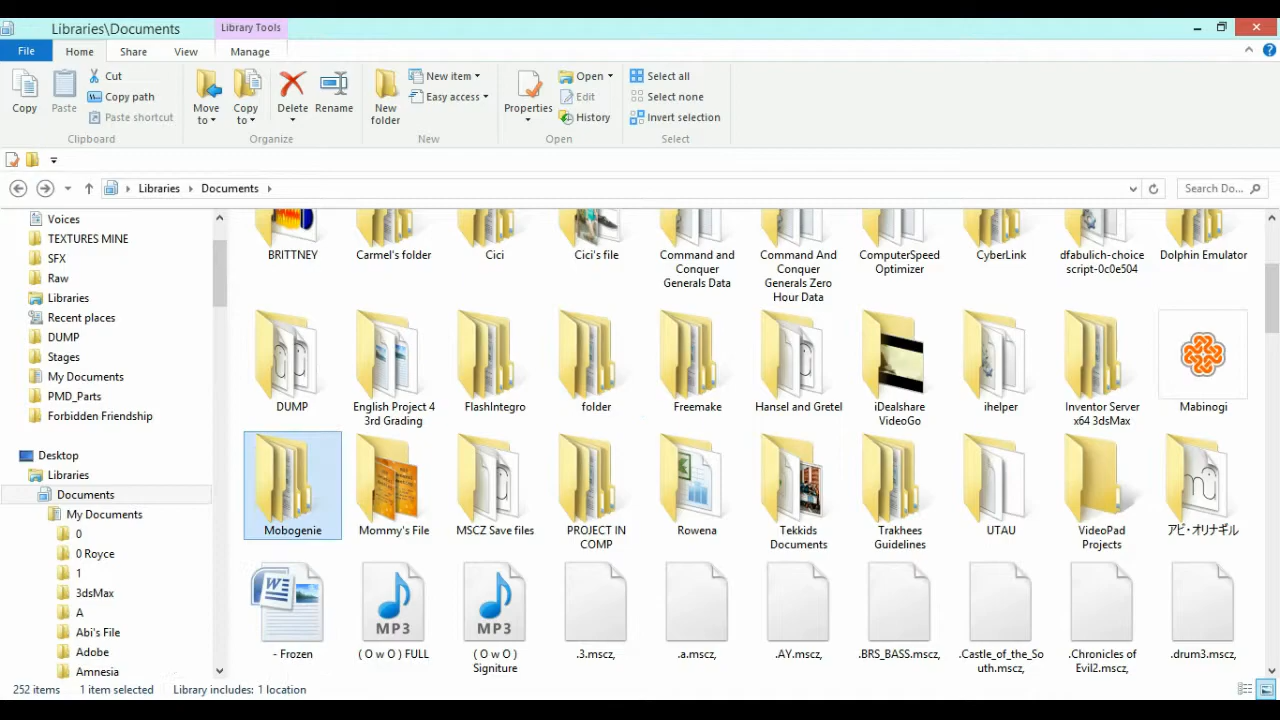 Libraries\Documents
Library Tools
File
Home
Share
View
Manage
Copy
Paste
Cut
Copy path
Paste shortcut
Clipboard
Move
to
Copy
to
Delete
Rename
Organize
New
folder
New item
Easy access
New
Properties
Open
Edit
History
Open
Select all
Select none
Invert selection
Select
Libraries
Documents
Search Do...
Voices
TEXTURES MINE
SFX
Raw
Libraries
Recent places
DUMP
Stages
My Documents
PMD_Parts
Forbidden Friendship
Desktop
Libraries
Documents
My Documents
0
0 Royce
1
3dsMax
A
Abi's File
Adobe
Amnesia
BRITTNEY
Carmel's folder
Cici
Cici's file
Command and
Conquer
Generals Data
Command And
Conquer
Generals Zero
Hour Data
ComputerSpeed
Optimizer
CyberLink
dfabulich-choice
script-0c0e504
Dolphin Emulator
DUMP
English Project 4
3rd Grading
FlashIntegro
folder
Freemake
Hansel and Gretel
iDealshare
VideoGo
ihelper
Inventor Server
x64 3dsMax
Mabinogi
Mobogenie
Mommy's File
MSCZ Save files
PROJECT IN
COMP
Rowena
Tekkids
Documents
Trakhees
Guidelines
UTAU
VideoPad
Projects
アビ・オリナギル
- Frozen
MP3
( O w O ) FULL
MP3
( O w O )
Signiture
.3.mscz,
.a.mscz,
.AY.mscz,
.BRS_BASS.mscz,
.Castle_of_the_So
uth.mscz,
.Chronicles of
Evil2.mscz,
.drum3.mscz,
252 items
1 item selected
Library includes: 1 location